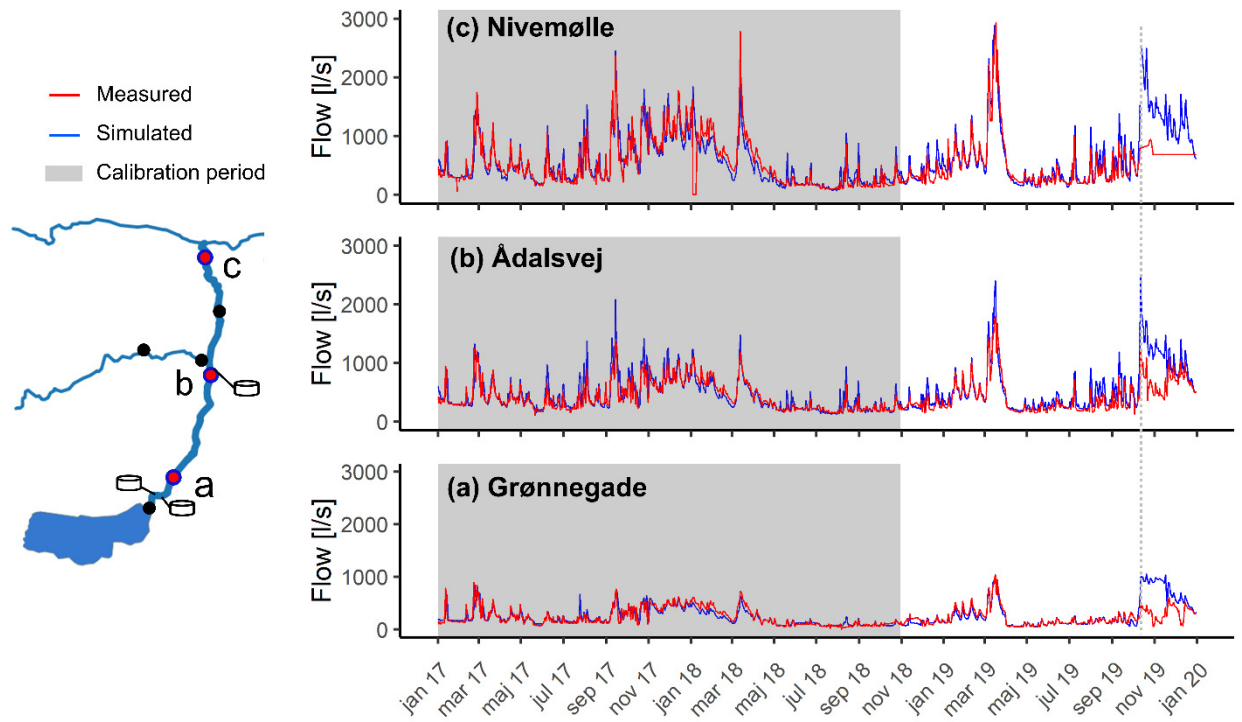 Measured
Simulated
Calibration period
c
b
a
(c) Nivemølle
Flow [l/s]
3000
2000
1000
0
(b) Ådalsvej
Flow [l/s]
3000
2000
1000
0
(a) Grønnegade
Flow [l/s]
3000
2000
1000
0
jan 17
mar 17
maj 17
jul 17
sep 17
nov 17
jan 18
mar 18
maj 18
jul 18
sep 18
nov 18
jan 19
mar 19
maj 19
jul 19
sep 19
nov 19
jan 20